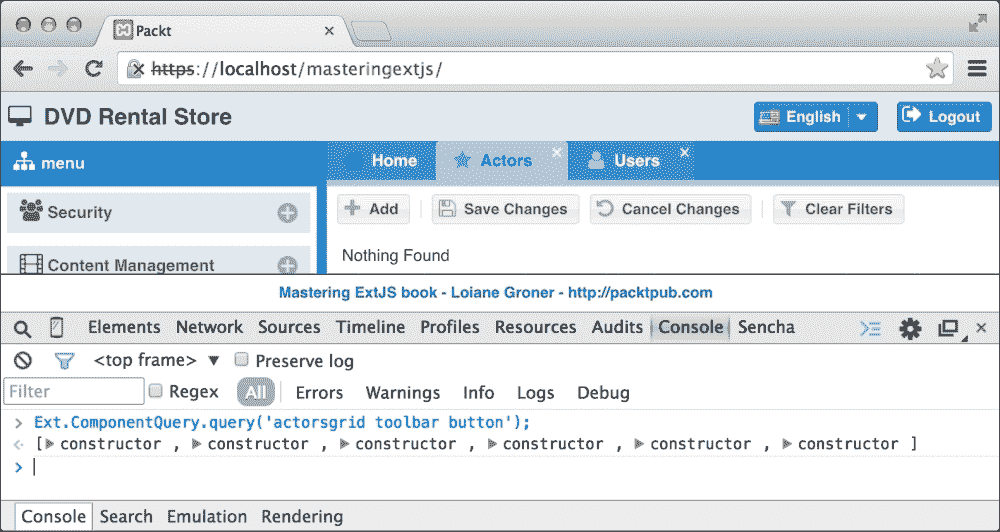 Packt
https://localhost/masteringextjs/
DVD Rental Store
English
Logout
menu
Home
Actors
Users
Security
Content Management
Add
Save Changes
Cancel Changes
Clear Filters
Nothing Found
Mastering ExtJS book - Loiane Groner - http://packtpub.com
Elements Network Sources Timeline Profiles Resources Audits Console Sencha
<top frame> ▼ Preserve log
Filter Regex All Errors Warnings Info Logs Debug
> Ext.ComponentQuery.query('actorsgrid toolbar button');
[▶ constructor , ▶ constructor , ▶ constructor , ▶ constructor , ▶ constructor , ▶ constructor ]
>
Console Search Emulation Rendering